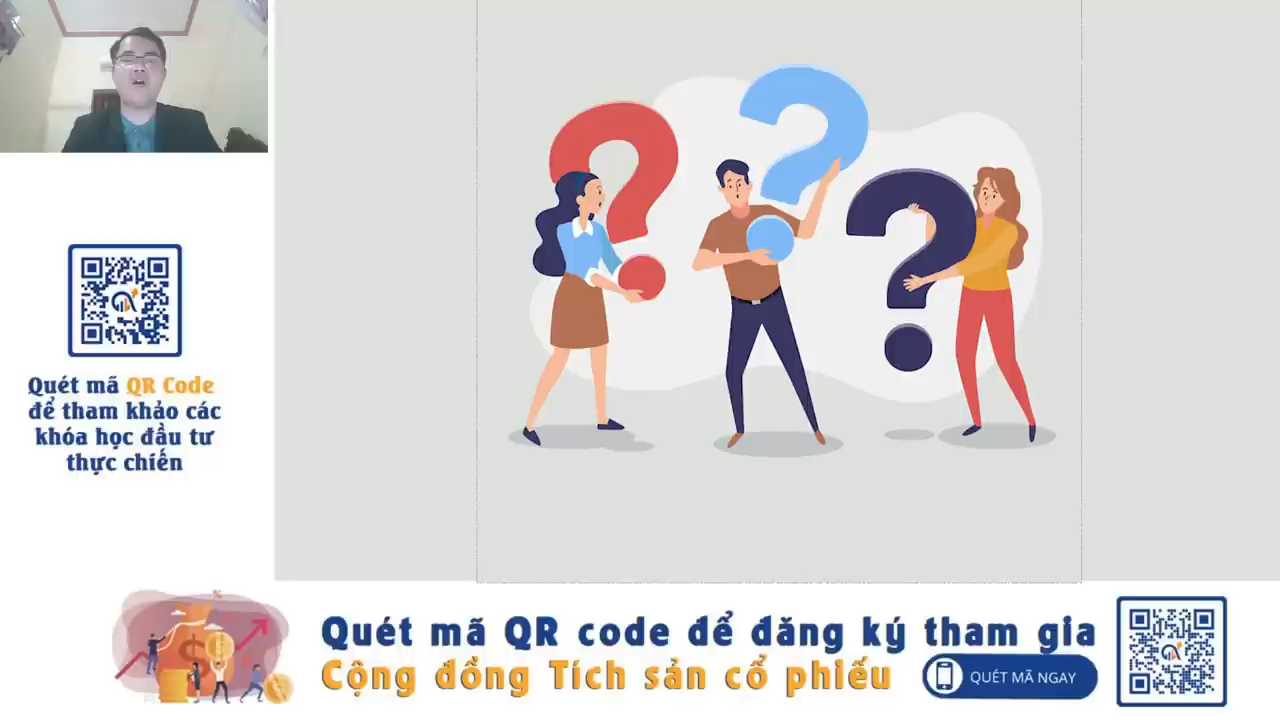 Quét mã QR Code
để tham khảo các
khóa học đầu tư
thực chiến
Quét mã QR code để đăng ký tham gia
Cộng đồng Tích sản cổ phiếu
QUÉT MÃ NGAY